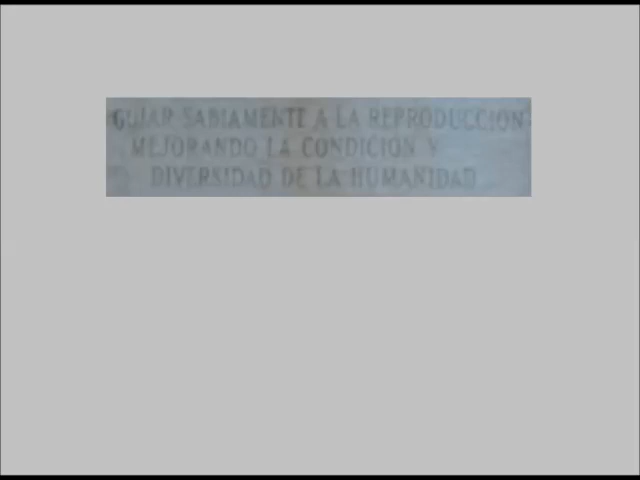 GUIAR SABIAMENTE A LA REPRODUCCION
MEJORANDO LA CONDICION Y
DIVERSIDAD DE LA HUMANIDAD